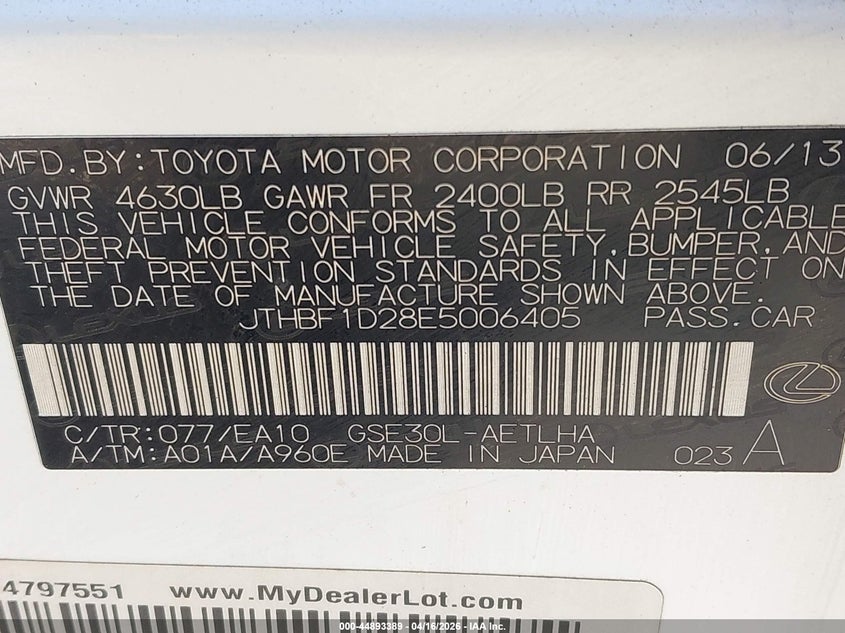 MFD. BY: TOYOTA MOTOR CORPORATION 06/13
GVWR 4630LB GAWR FR 2400LB RR 2545LB
THIS VEHICLE CONFORMS TO ALL APPLICABLE
FEDERAL MOTOR VEHICLE SAFETY, BUMPER, AND
THEFT PREVENTION STANDARDS IN EFFECT ON
THE DATE OF MANUFACTURE SHOWN ABOVE.
JTHBF1D28E5006405 PASS. CAR
C/TR: 077/EA10 GSE30L-AETLHA
A/TM: A01A/A960E MADE IN JAPAN 023 A
4797551 www.MyDealerLot.com
000-44893389 - 04/16/2026 - IAA Inc.